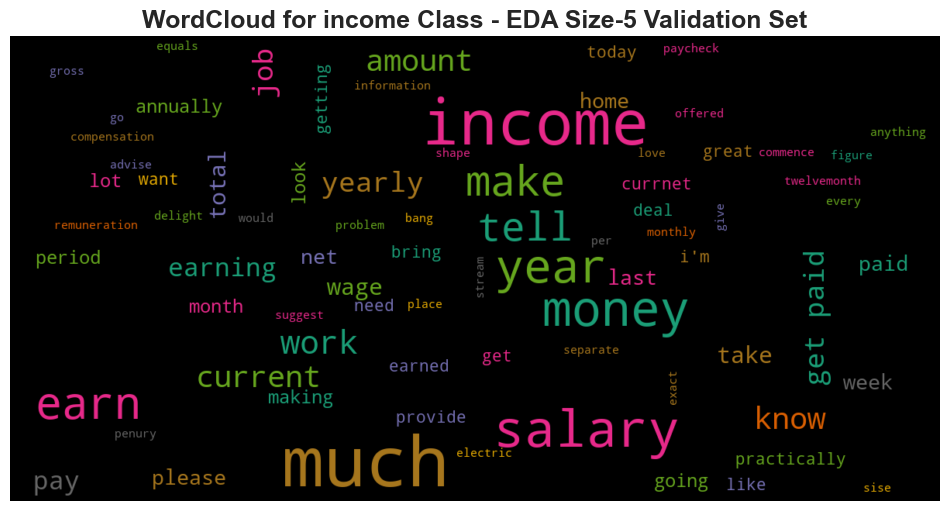 WordCloud for income Class - EDA Size-5 Validation Set
equals
job
amount
today
paycheck
gross
getting
information
annually
home
offered
go
income
anything
compensation
shape
love
great
commence
figure
advise
total
look
lot
want
yearly
make
currnet
twelvemonth
delight
would
problem
bang
tell
deal
give
every
remuneration
monthly
period
earning
net
bring
stream
per
year
last
i'm
get paid
paid
wage
month
suggest
need
place
money
work
current
making
earned
get
separate
take
exact
week
earn
penury
provide
salary
know
much
electric
practically
pay
please
going
like
sise